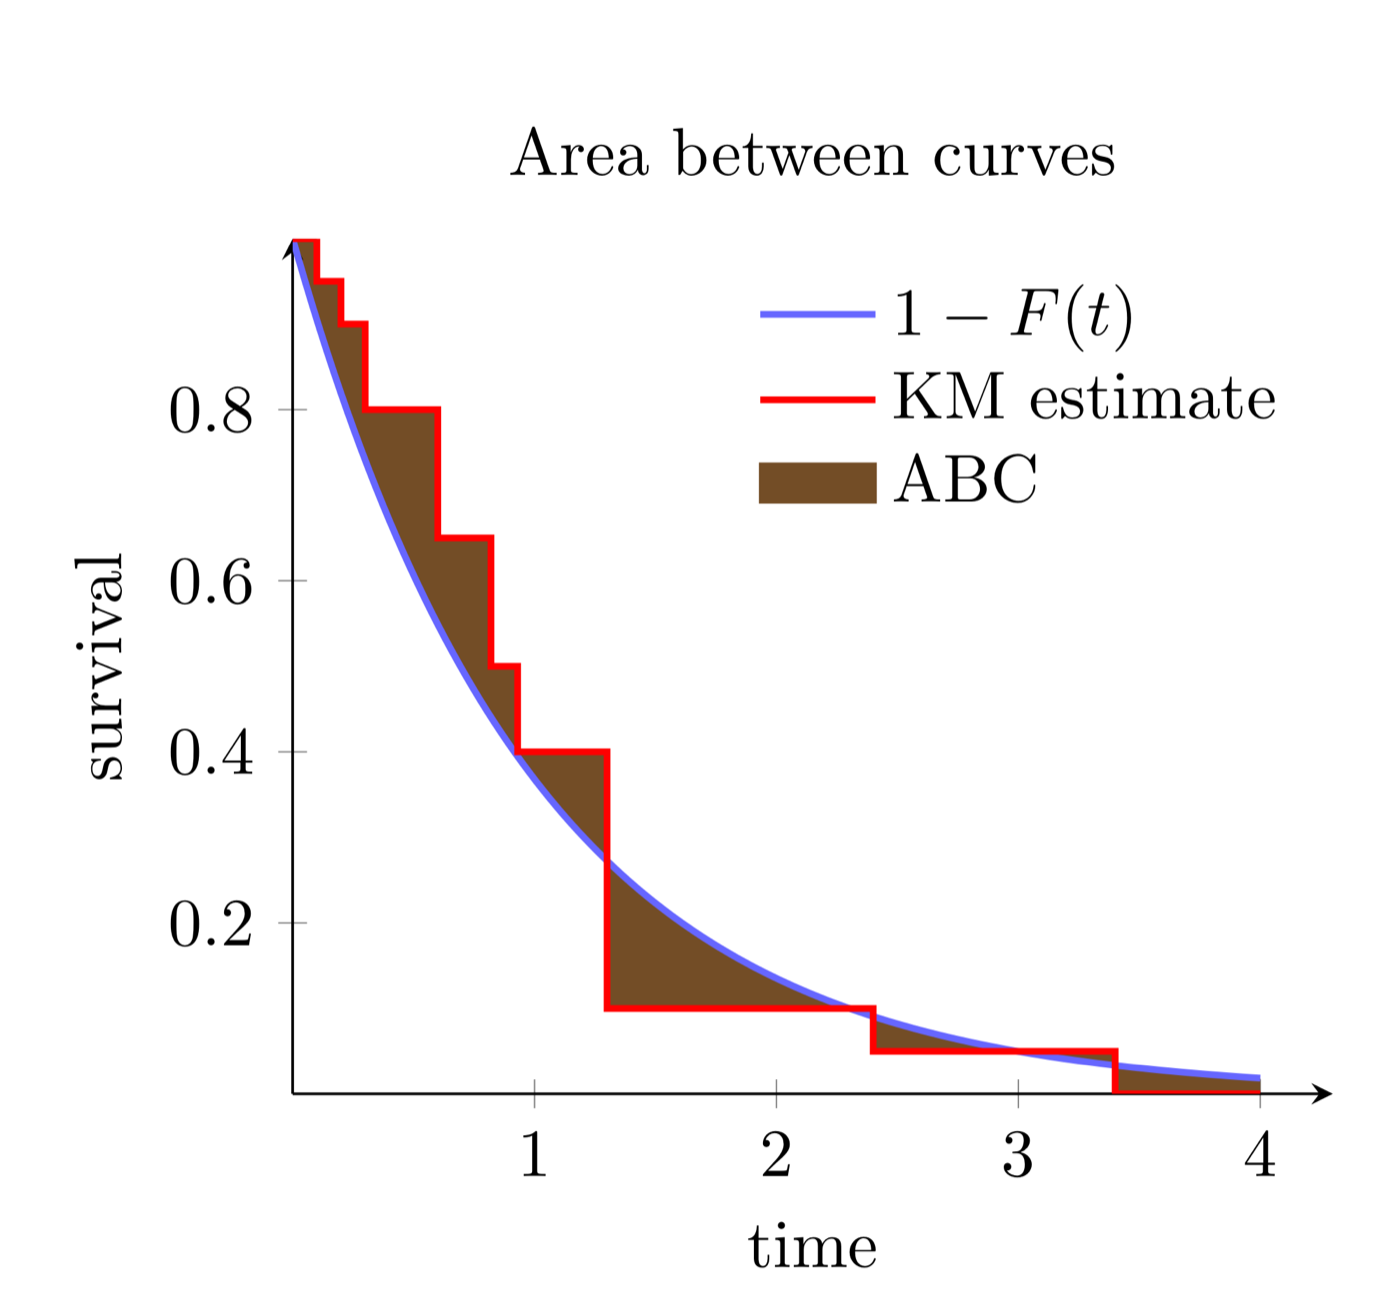 Area between curves
1 − F(t)
KM estimate
ABC
survival
0.8
0.6
0.4
0.2
1 2 3 4
time